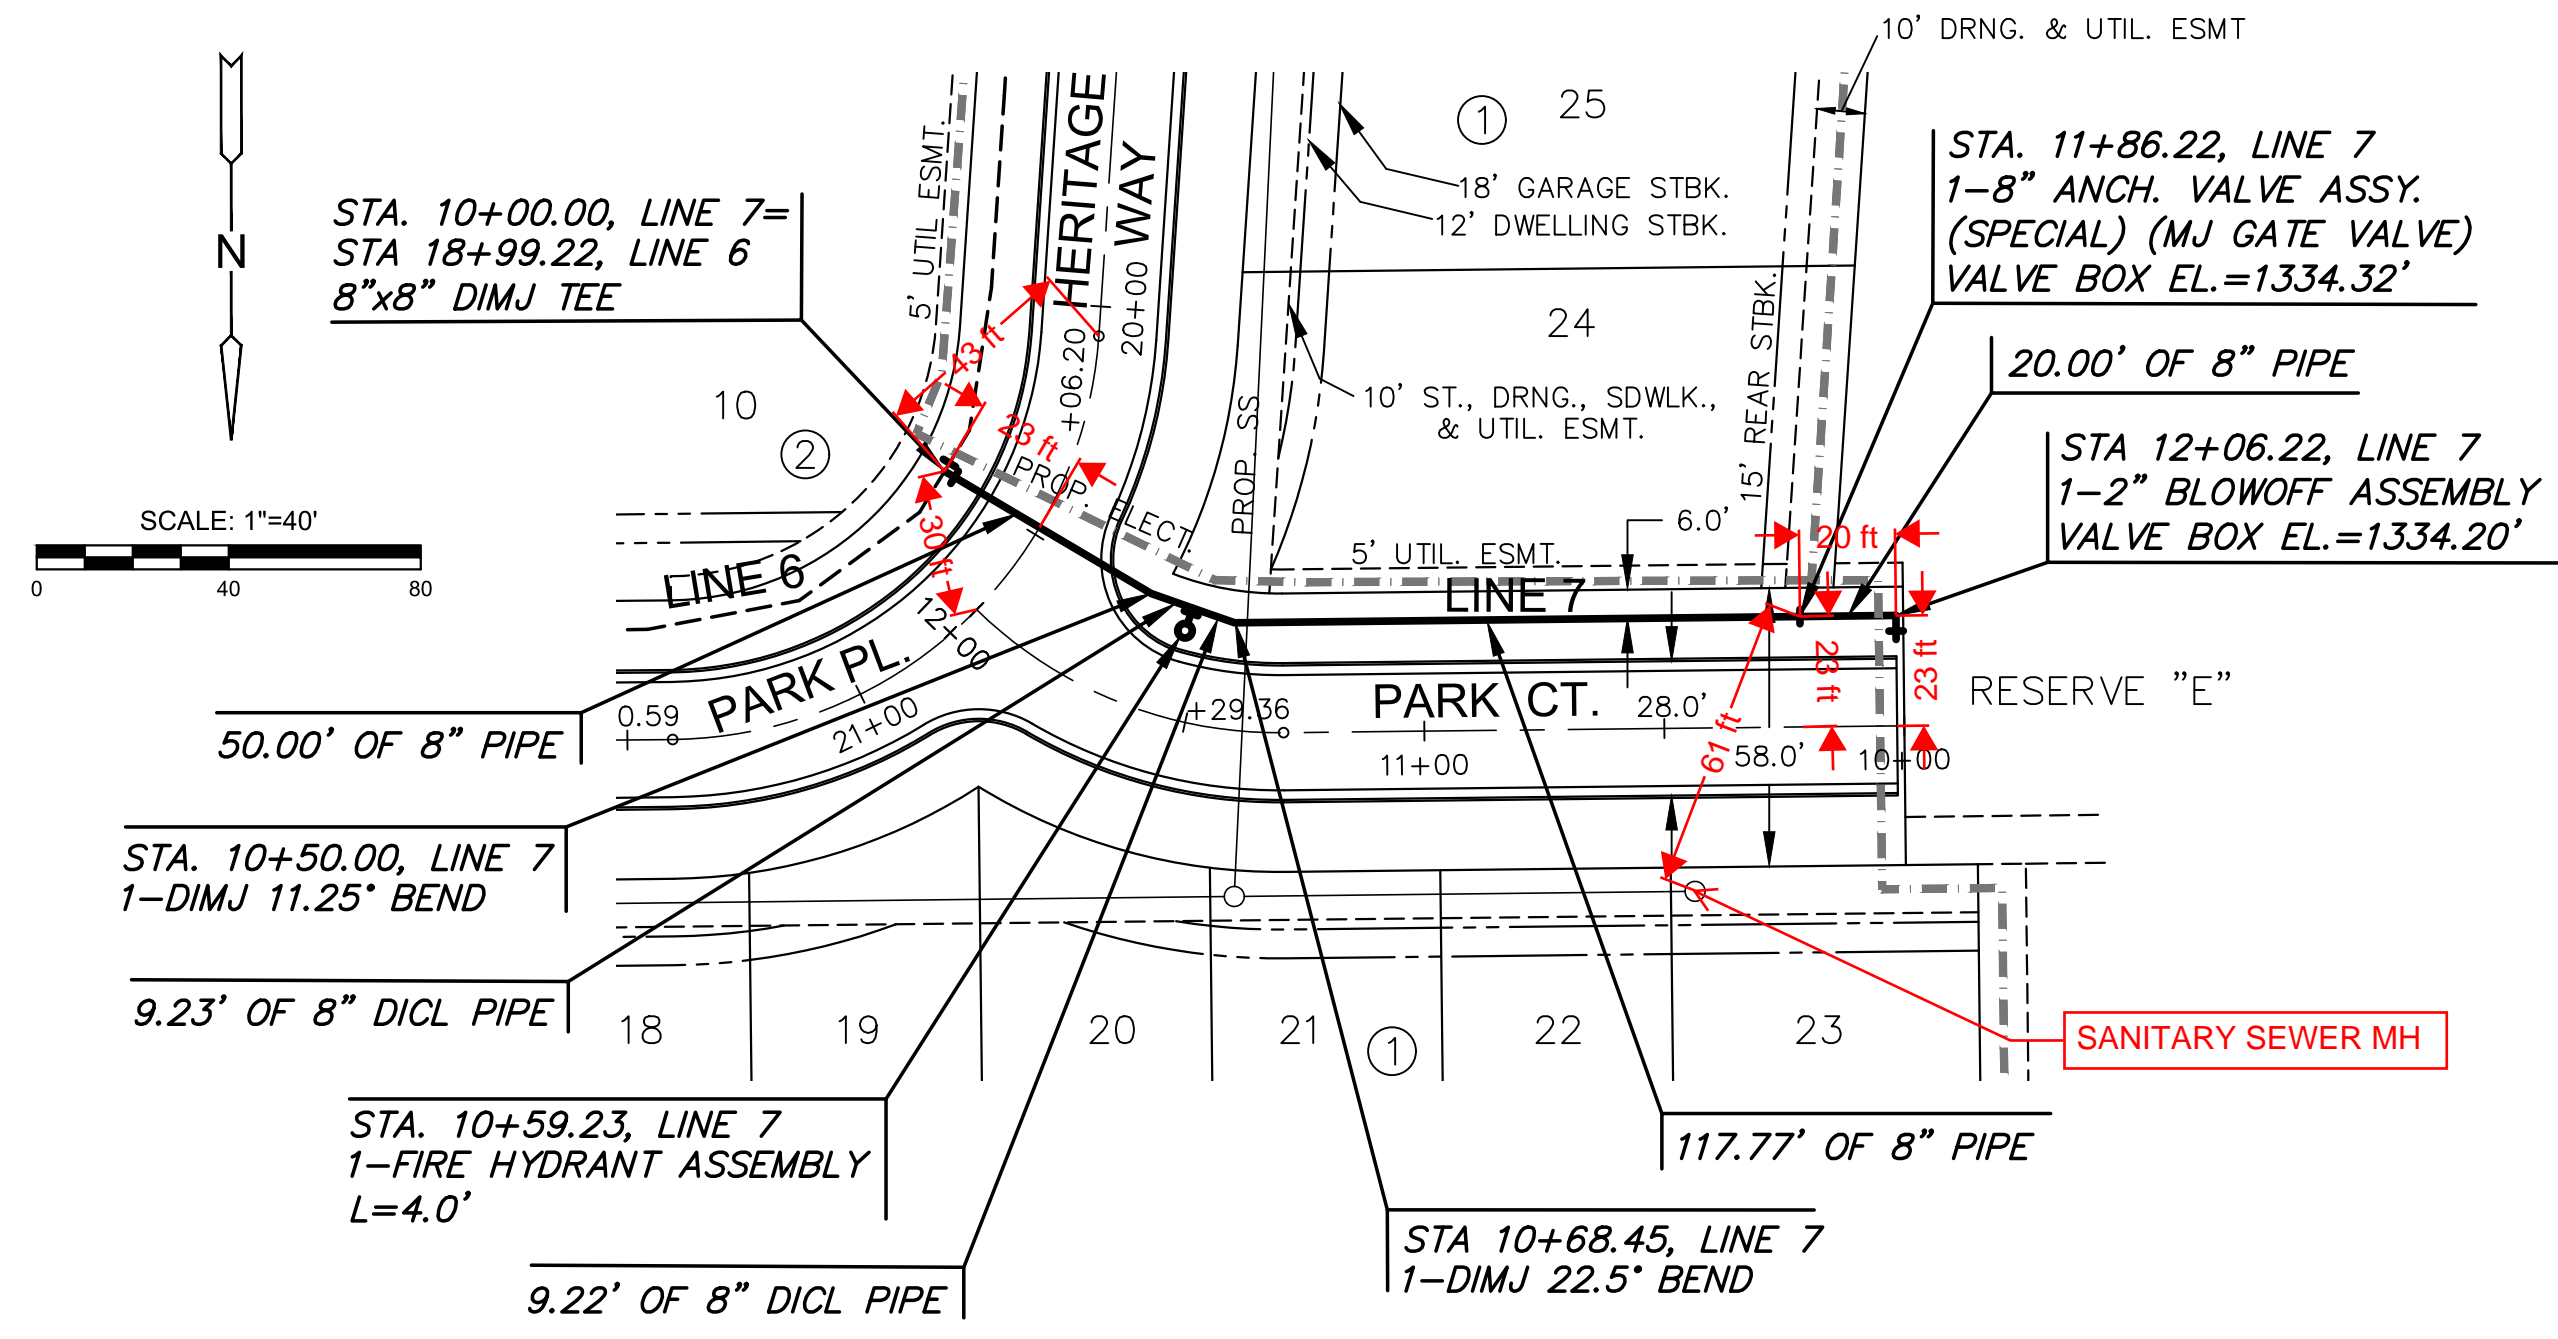 10' DRNG. & UTIL. ESMT
N
SCALE: 1"=40'
0 40 80
STA. 10+00.00, LINE 7=
STA 18+99.22, LINE 6
8"x8" DIMJ TEE
5' UTIL ESMT.
HERITAGE
WAY
20+00
+06.20
43 ft
23 ft
30 ft
25
1
18' GARAGE STBK.
12' DWELLING STBK.
24
10' ST., DRNG., SDWLK.,
& UTIL. ESMT.
15' REAR STBK.
PROP. SS
PROP. ELECT.
10
2
STA. 11+86.22, LINE 7
1-8" ANCH. VALVE ASSY.
(SPECIAL) (MJ GATE VALVE)
VALVE BOX EL.=1334.32'
20.00' OF 8" PIPE
STA 12+06.22, LINE 7
1-2" BLOWOFF ASSEMBLY
VALVE BOX EL.=1334.20'
6.0'
5' UTIL. ESMT.
20 ft
LINE 6
LINE 7
12+00
PARK PL.
21+00
0.59
+29.36
PARK CT.
28.0'
11+00
58.0'
10+00
23 ft
23 ft
61 ft
RESERVE "E"
50.00' OF 8" PIPE
STA. 10+50.00, LINE 7
1-DIMJ 11.25° BEND
9.23' OF 8" DICL PIPE
18
19
20
21
22
23
1
SANITARY SEWER MH
STA. 10+59.23, LINE 7
1-FIRE HYDRANT ASSEMBLY
L=4.0'
9.22' OF 8" DICL PIPE
117.77' OF 8" PIPE
STA 10+68.45, LINE 7
1-DIMJ 22.5° BEND